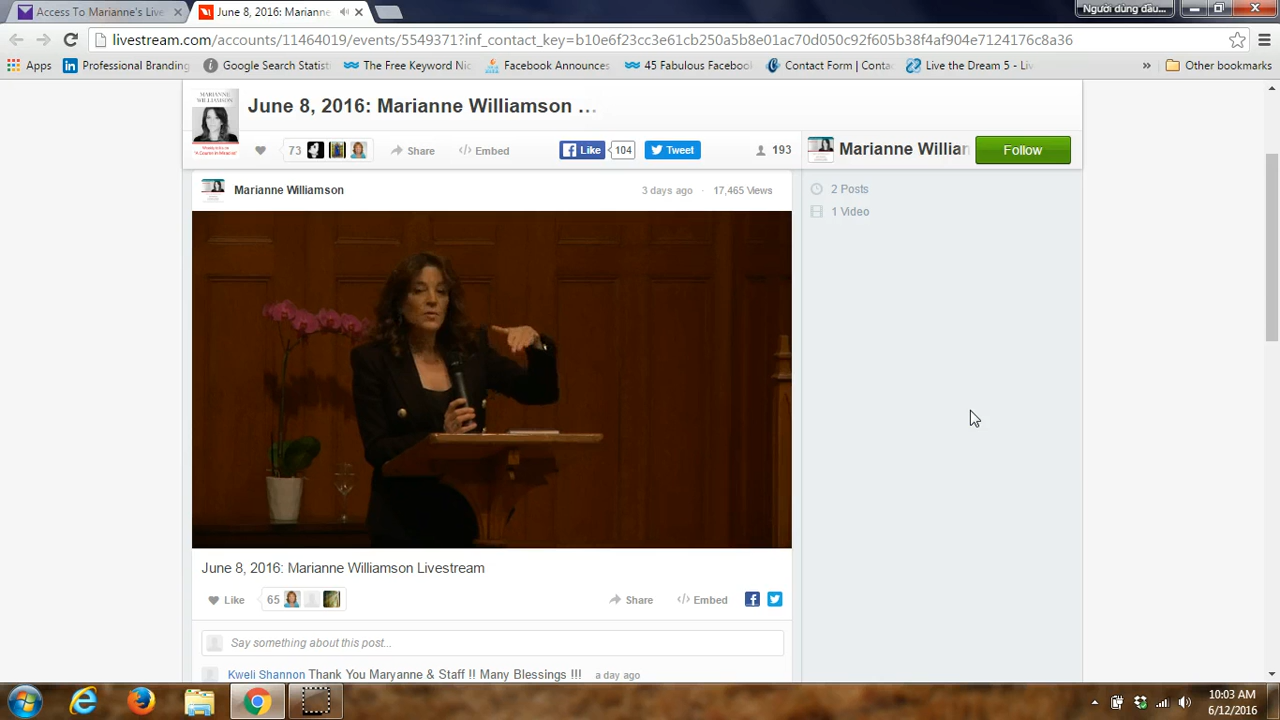 Access To Marianne's Live
June 8, 2016: Marianne
Người dùng đầu...
livestream.com/accounts/11464019/events/5549371?inf_contact_key=b10e6f23cc3e61cb250a5b8e01ac70d050c92f605b38f4af904e7124176c8a36
Apps
Professional Branding
Google Search Statisti
The Free Keyword Nic
Facebook Announces
45 Fabulous Facebook
Contact Form | Conta
Live the Dream 5 - Liv
»
Other bookmarks
MARIANNE
WILLIAMSON
June 8, 2016: Marianne Williamson ...
73
Share
</> Embed
Like
104
Tweet
193
Marianne Willian
Follow
Marianne Williamson
3 days ago · 17,465 Views
2 Posts
1 Video
June 8, 2016: Marianne Williamson Livestream
Like
65
Share
</> Embed
Say something about this post...
Kweli Shannon Thank You Maryanne & Staff !! Many Blessings !!! a day ago
10:03 AM
6/12/2016